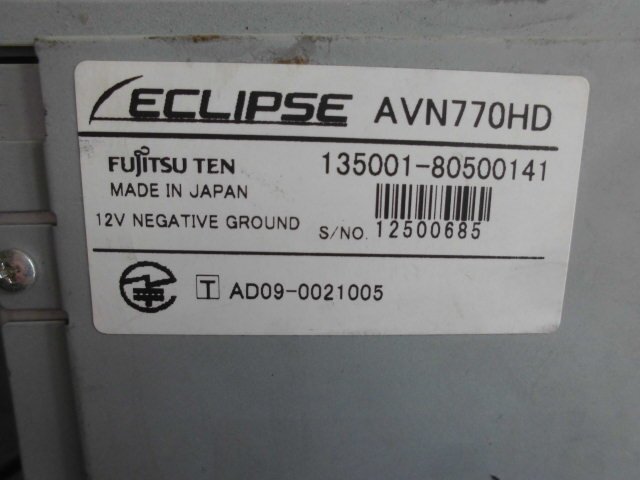 ECLIPSE AVN770HD
FUJITSU TEN 135001-80500141
MADE IN JAPAN
12V NEGATIVE GROUND S/NO. 12500685
T AD09-0021005